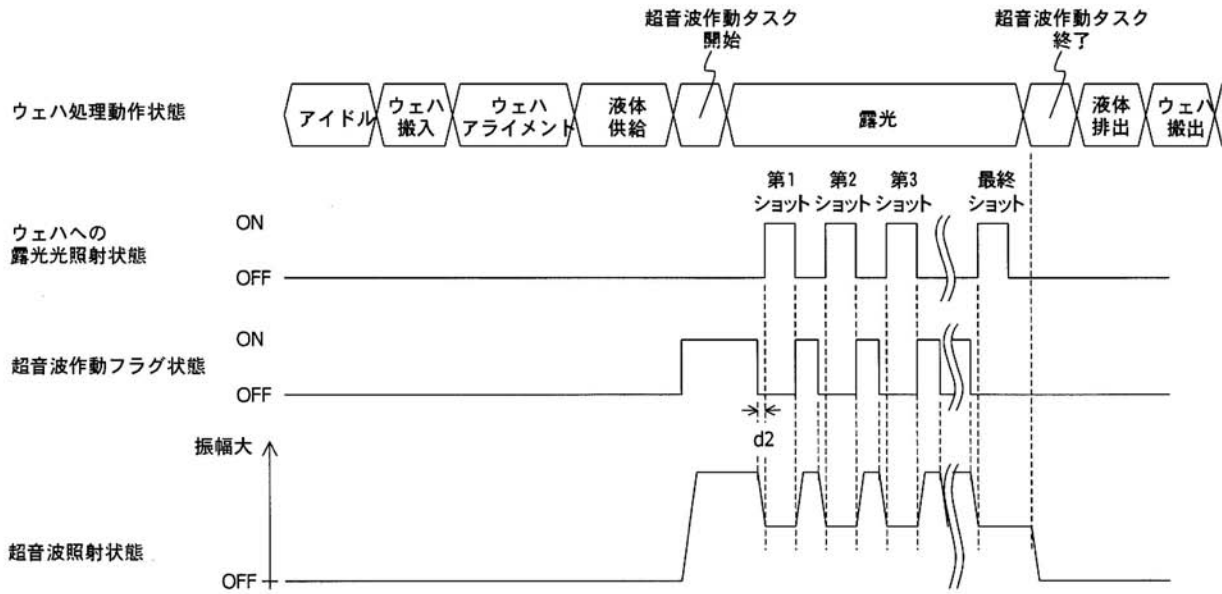 超音波作動タスク
開始
超音波作動タスク
終了
ウェハ処理動作状態
アイドル
ウェハ
搬入
ウェハ
アライメント
液体
供給
露光
液体
排出
ウェハ
搬出
第1
ショット
第2
ショット
第3
ショット
最終
ショット
ウェハへの
露光光照射状態
ON
OFF
超音波作動フラグ状態
ON
OFF
d2
振幅大
超音波照射状態
OFF